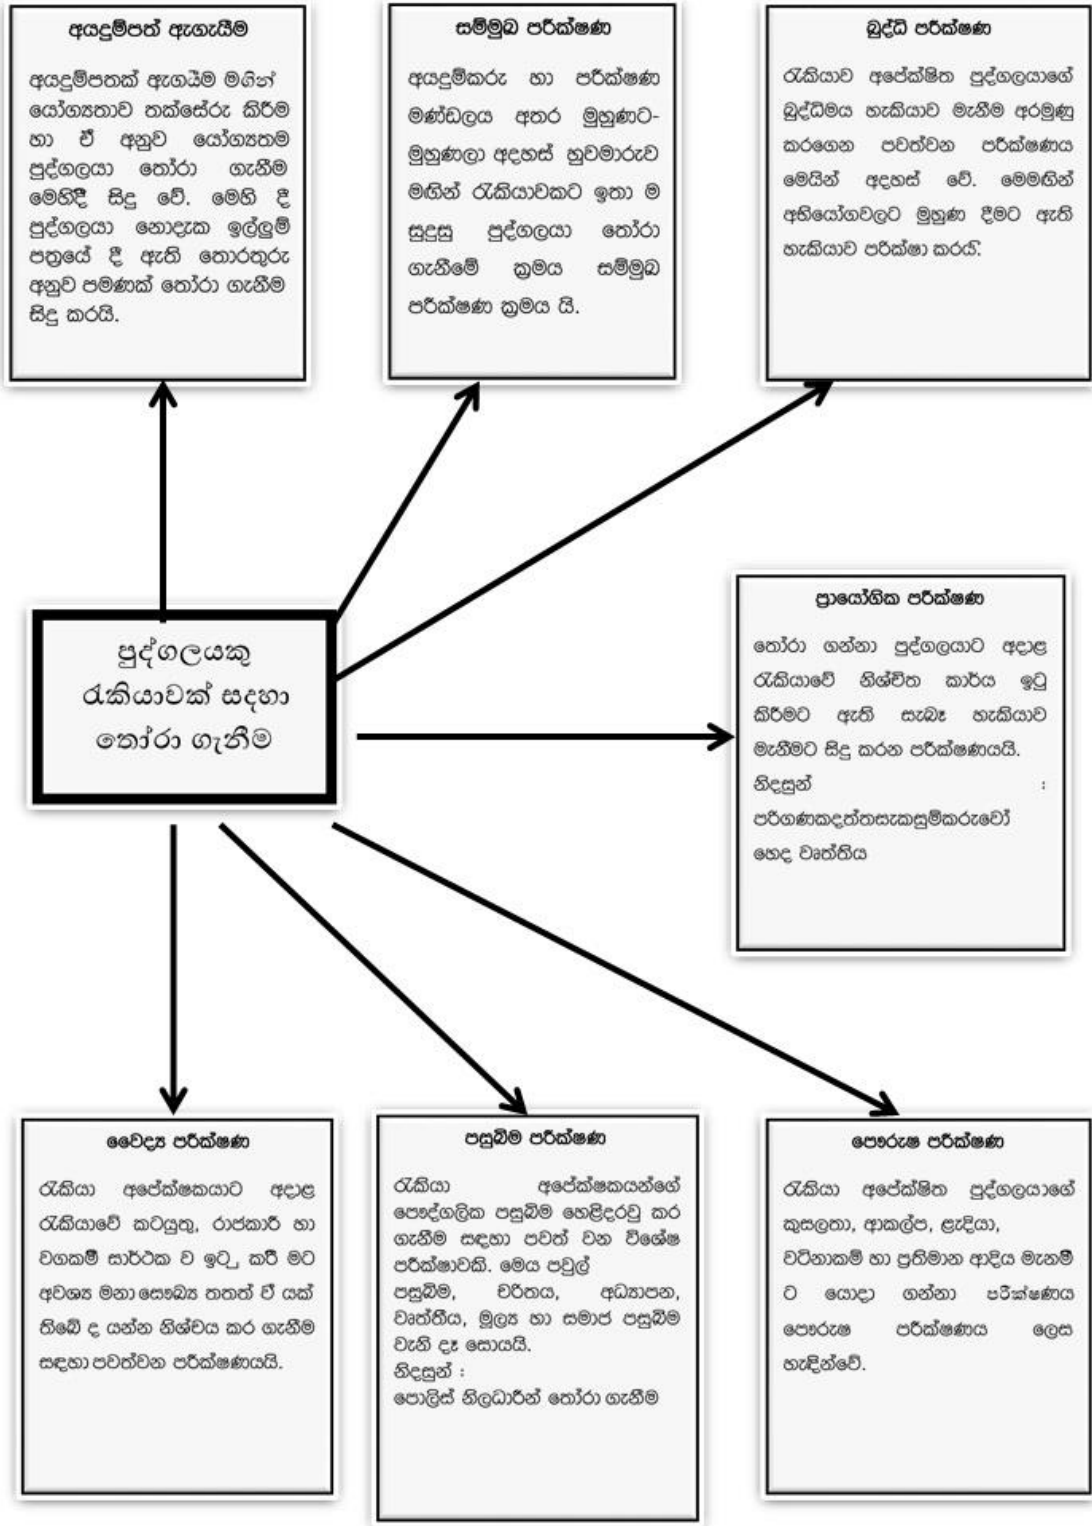 අයදුම්පත් ඇගැයීම
අයදුම්පතක් ඇගයීම මගින්
යෝග්‍යතාව තක්සේරු කිරීම
හා ඒ අනුව යෝග්‍යතම
පුද්ගලයා තෝරා ගැනීම
මෙහිදී සිදු වේ. මෙහි දී
පුද්ගලයා නොදැක ඉල්ලුම්
පත්‍රයේ දී ඇති තොරතුරු
අනුව පමණක් තෝරා ගැනීම
සිදු කරයි.
සම්මුඛ පරීක්ෂණ
අයදුම්කරු හා පරීක්ෂණ
මණ්ඩලය අතර මුහුණට-
මුහුණලා අදහස් හුවමාරුව
මඟින් රැකියාවකට ඉතා ම
සුදුසු පුද්ගලයා තෝරා
ගැනීමේ ක්‍රමය සම්මුඛ
පරීක්ෂණ ක්‍රමය යි.
බුද්ධි පරීක්ෂණ
රැකියාව අපේක්ෂිත පුද්ගලයාගේ
බුද්ධිමය හැකියාව මැනීම අරමුණු
කරගෙන පවත්වන පරීක්ෂණය
මෙයින් අදහස් වේ. මෙමඟින්
අභියෝගවලට මුහුණ දීමට ඇති
හැකියාව පරික්ෂා කරයි.
පුද්ගලයකු
රැකියාවක් සදහා
තෝරා ගැනීම
ප්‍රායෝගික පරීක්ෂණ
තෝරා ගන්නා පුද්ගලයාට අදාළ
රැකියාවේ නිශ්චිත කාර්ය ඉටු
කිරීමට ඇති සැබෑ හැකියාව
මැනීමට සිදු කරන පරීක්ෂණයයි.
නිදසුන් :
පරිගණකදත්තසැකසුම්කරුවෝ
හෙද වෘත්තිය
වෛද්‍ය පරීක්ෂණ
රැකියා අපේක්ෂකයාට අදාළ
රැකියාවේ කටයුතු, රාජකාරී හා
වගකමී සාර්ථක ව ඉටු කරී මට
අවශ්‍ය මනා සෞඛ්‍ය තතත් වී යක්
තිබේ ද යන්න නිශ්චය කර ගැනීම
සඳහා පවත්වන පරීක්ෂණයයි.
පසුබිම පරීක්ෂණ
රැකියා අපේක්ෂකයන්ගේ
පෞද්ගලික පසුබිම හෙළිදරවු කර
ගැනීම සඳහා පවත් වන විශේෂ
පරීක්ෂාවකි. මෙය පවුල්
පසුබිම, චරිතය, අධ්‍යාපන,
වෘත්තීය, මූල්‍ය හා සමාජ පසුබිම
වැනි දෑ සොයයි.
නිදසුන් :
පොලිස් නිලධාරීන් තෝරා ගැනීම
පෞරුෂ පරීක්ෂණ
රැකියා අපේක්ෂිත පුද්ගලයාගේ
කුසලතා, ආකල්ප, ළැදියා,
වටිනාකම් හා ප්‍රතිමාන ආදිය මැනමී
ට යොදා ගන්නා පරීක්ෂණය
පෞරුෂ පරීක්ෂණය ලෙස
හැඳින්වේ.